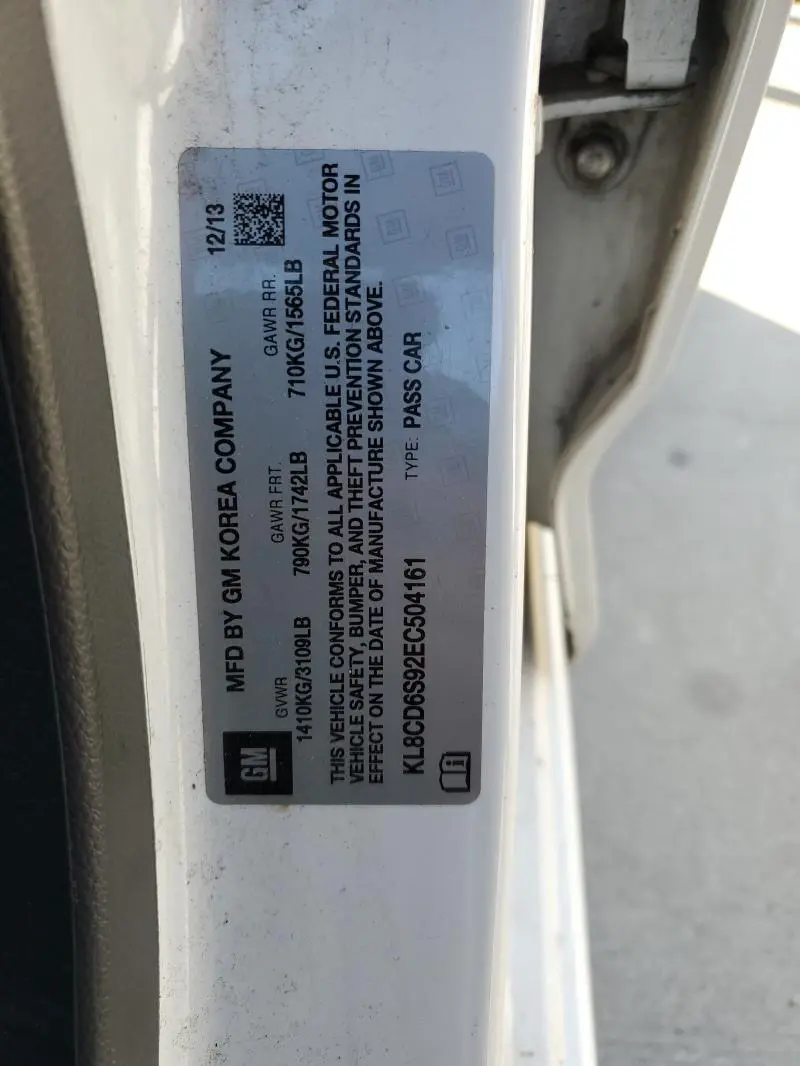 GM
MFD BY GM KOREA COMPANY
12/13
GVWR
GAWR FRT.
GAWR RR.
1410KG/3109LB
790KG/1742LB
710KG/1565LB
THIS VEHICLE CONFORMS TO ALL APPLICABLE U.S. FEDERAL MOTOR
VEHICLE SAFETY, BUMPER, AND THEFT PREVENTION STANDARDS IN
EFFECT ON THE DATE OF MANUFACTURE SHOWN ABOVE.
KL8CD6S92EC504161
TYPE: PASS CAR